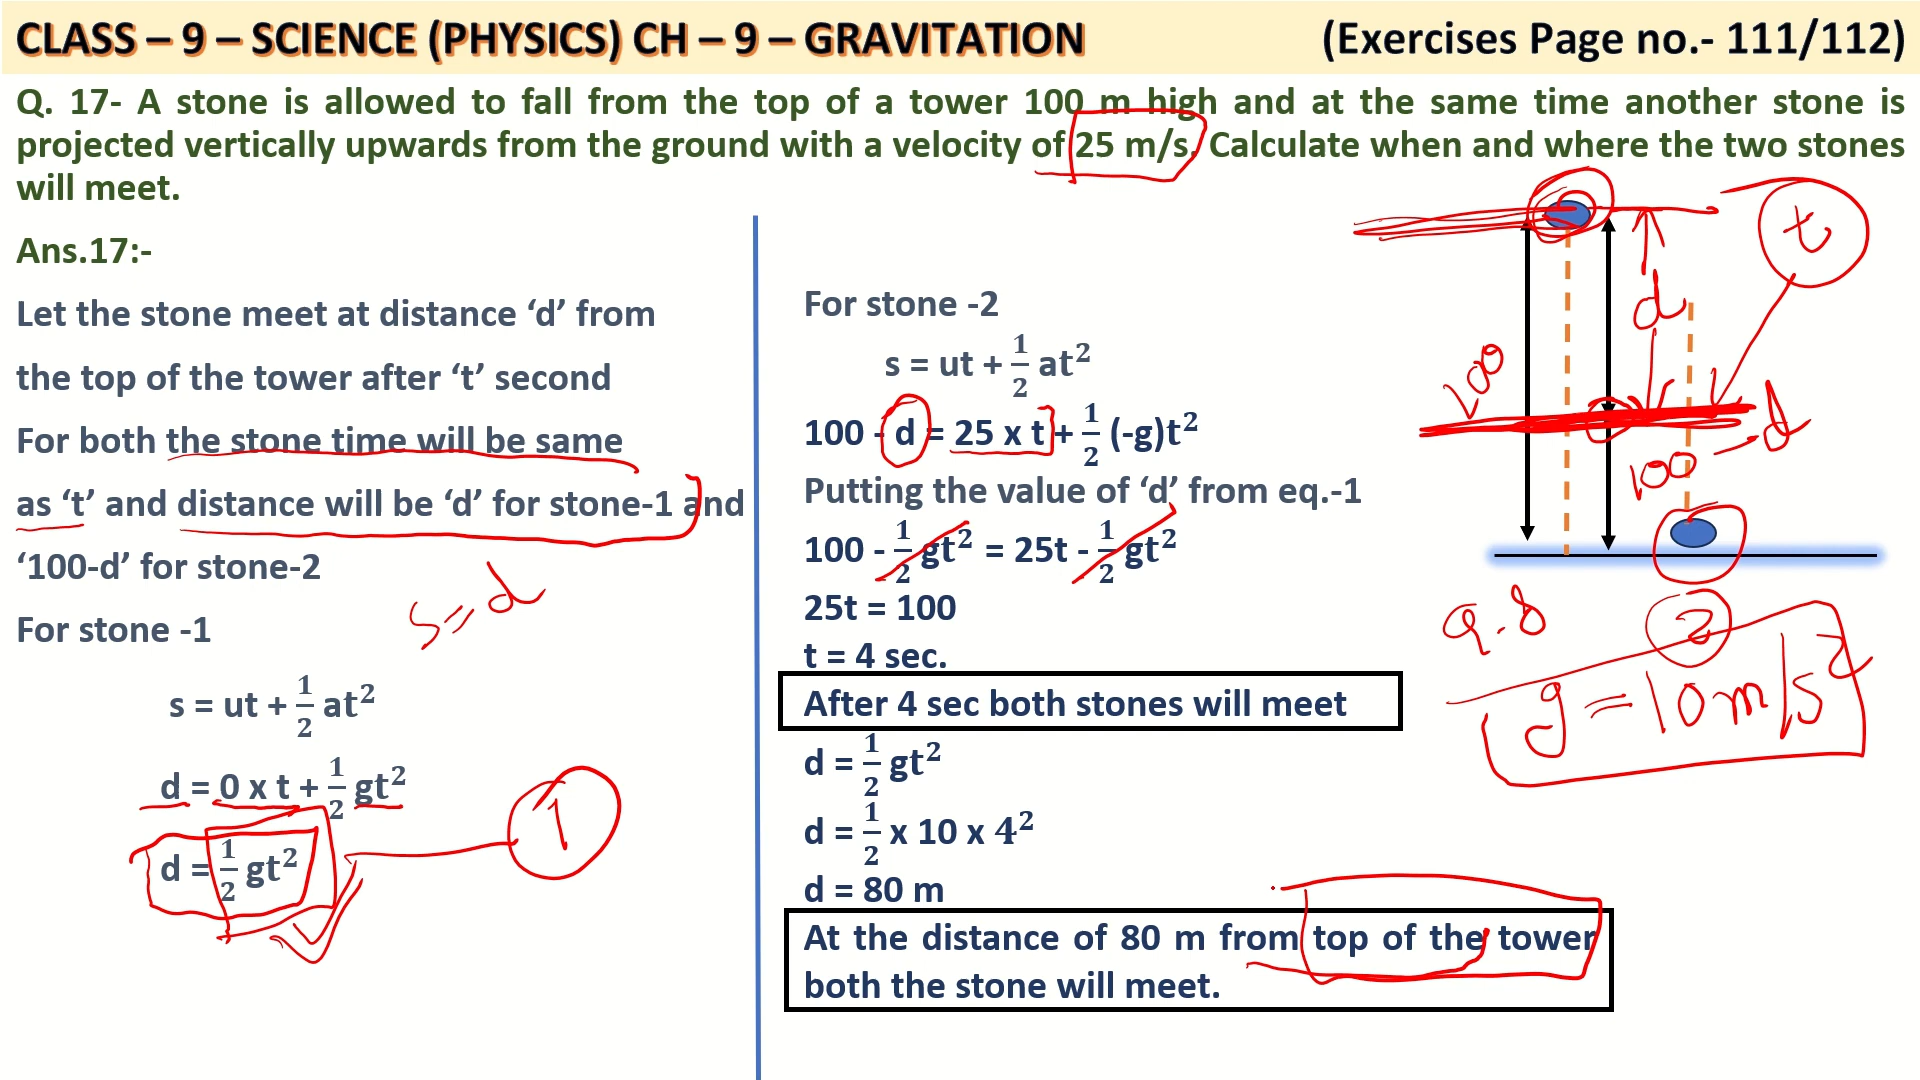 CLASS – 9 – SCIENCE (PHYSICS) CH – 9 – GRAVITATION (Exercises Page no.- 111/112)
Q. 17- A stone is allowed to fall from the top of a tower 100 m high and at the same time another stone is
projected vertically upwards from the ground with a velocity of 25 m/s. Calculate when and where the two stones
will meet.
Ans.17:-
Let the stone meet at distance ‘d’ from
the top of the tower after ‘t’ second
For both the stone time will be same
as ‘t’ and distance will be ‘d’ for stone-1 and
‘100-d’ for stone-2
s = d
For stone -1
s = ut + 1/2 at²
d = 0 x t + 1/2 gt²
d = 1/2 gt²
1
For stone -2
s = ut + 1/2 at²
100 - d = 25 x t + 1/2 (-g)t²
Putting the value of ‘d’ from eq.-1
100 - 1/2 gt² = 25t - 1/2 gt²
25t = 100
t = 4 sec.
After 4 sec both stones will meet
d = 1/2 gt²
d = 1/2 x 10 x 4²
d = 80 m
At the distance of 80 m from top of the tower
both the stone will meet.
t
d
100
100 - d
9.8
2
g = 10 m/s²